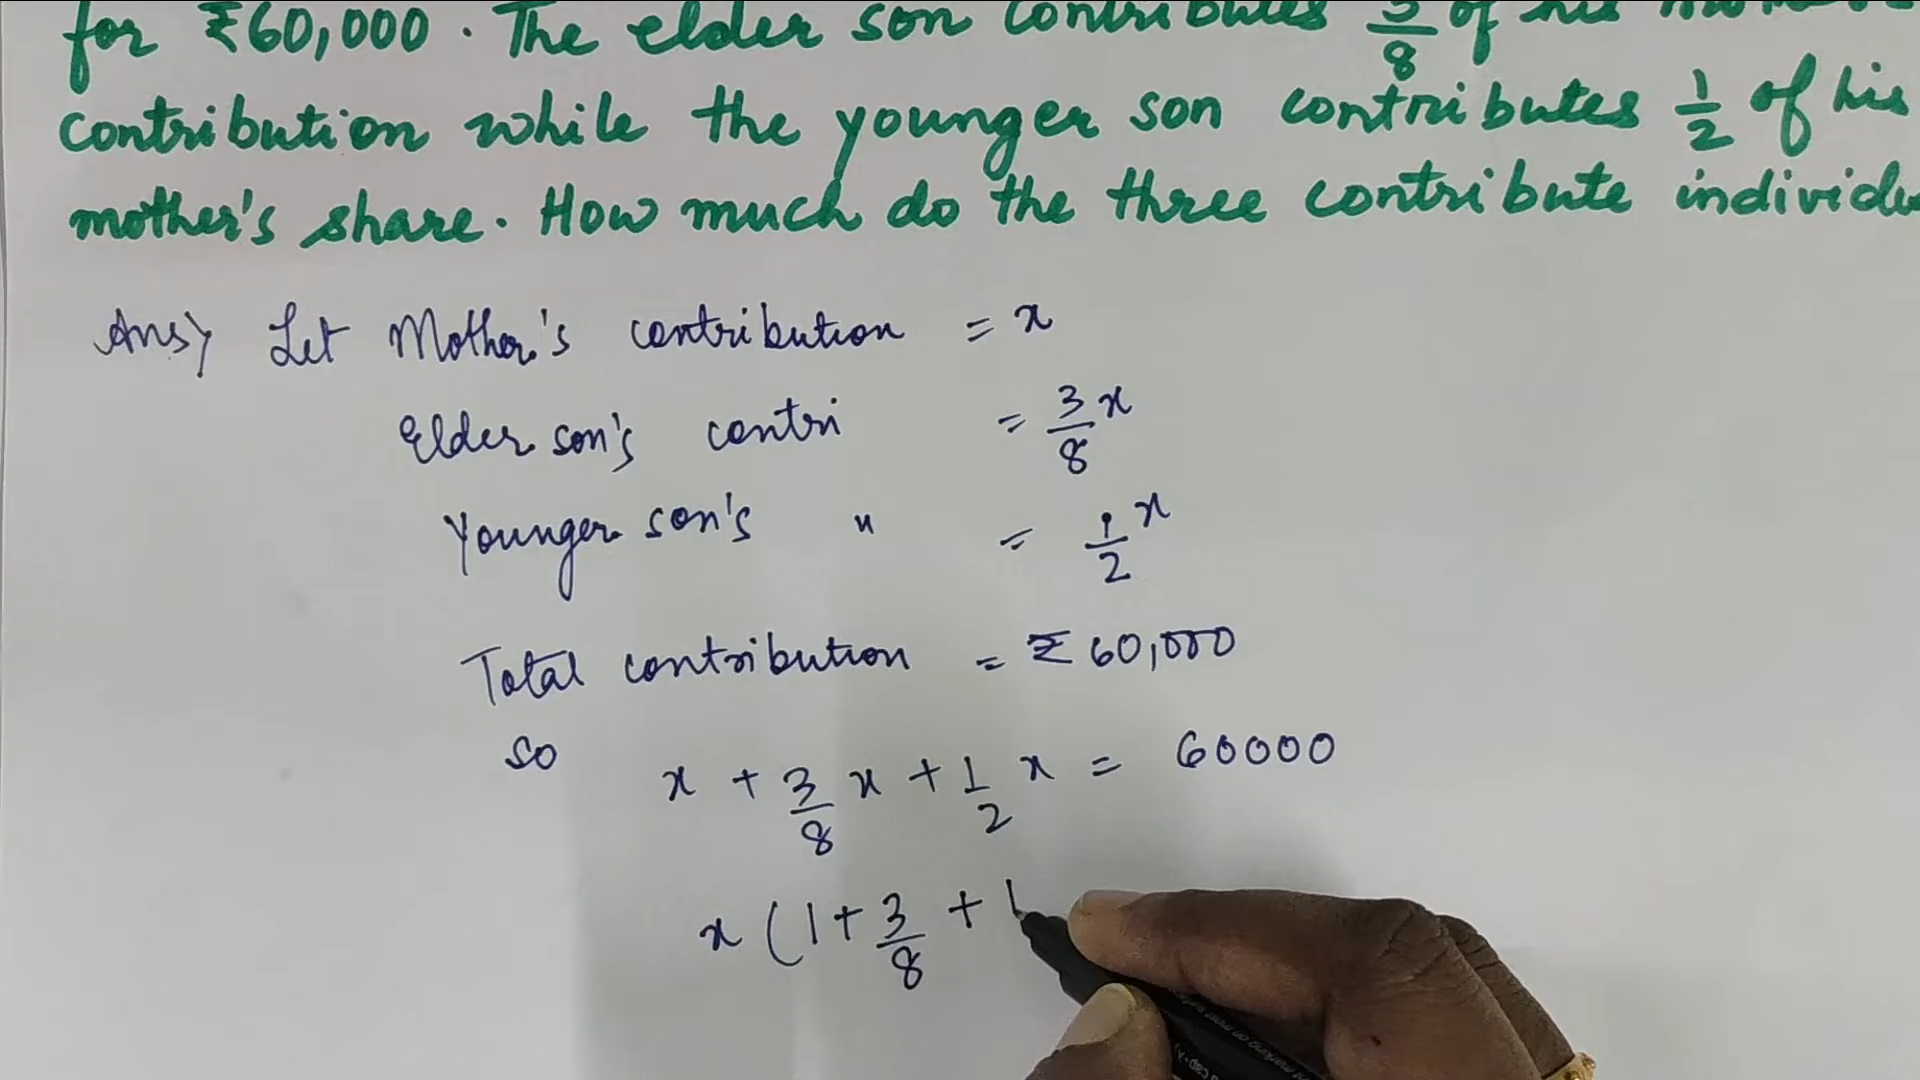 for ₹60,000. The elder son contributes 3/8 of his
contribution while the younger son contributes 1/2 of his
mother's share. How much do the three contribute
Ans> Let Mother's contribution = x
Elder son's contri = 3/8 x
Younger son's " = 1/2 x
Total contribution = ₹ 60,000
So x + 3/8 x + 1/2 x = 60000
x (1 + 3/8 + 1